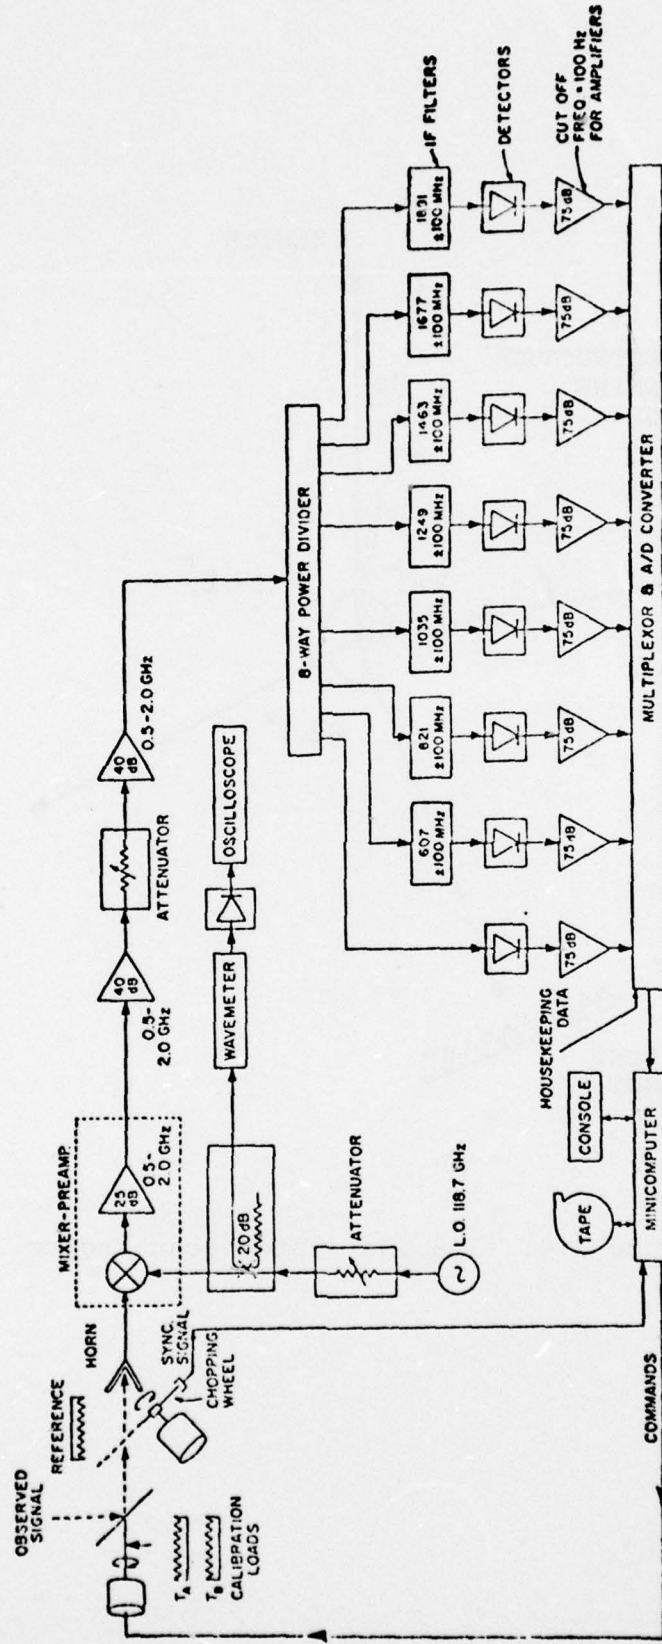 OBSERVED
SIGNAL
REFERENCE
HORN
MIXER-PREAMP.
25
dB
0.5-
2.0 GHz
40
dB
0.5-
2.0 GHz
ATTENUATOR
40
dB
0.5-2.0 GHz
TA
TB
CALIBRATION
LOADS
SYNC.
SIGNAL
CHOPPING
WHEEL
20 dB
WAVEMETER
OSCILLOSCOPE
ATTENUATOR
L.O. 118.7 GHz
8-WAY POWER DIVIDER
607
±100 MHz
821
±100 MHz
1035
±100 MHz
1249
±100 MHz
1463
±100 MHz
1677
±100 MHz
1891
±100 MHz
IF FILTERS
DETECTORS
75 dB
75 dB
75 dB
75 dB
75 dB
75 dB
75 dB
75 dB
CUT OFF
FREQ = 100 Hz
FOR AMPLIFIERS
HOUSEKEEPING
DATA
MULTIPLEXOR & A/D CONVERTER
TAPE
CONSOLE
MINICOMPUTER
COMMANDS